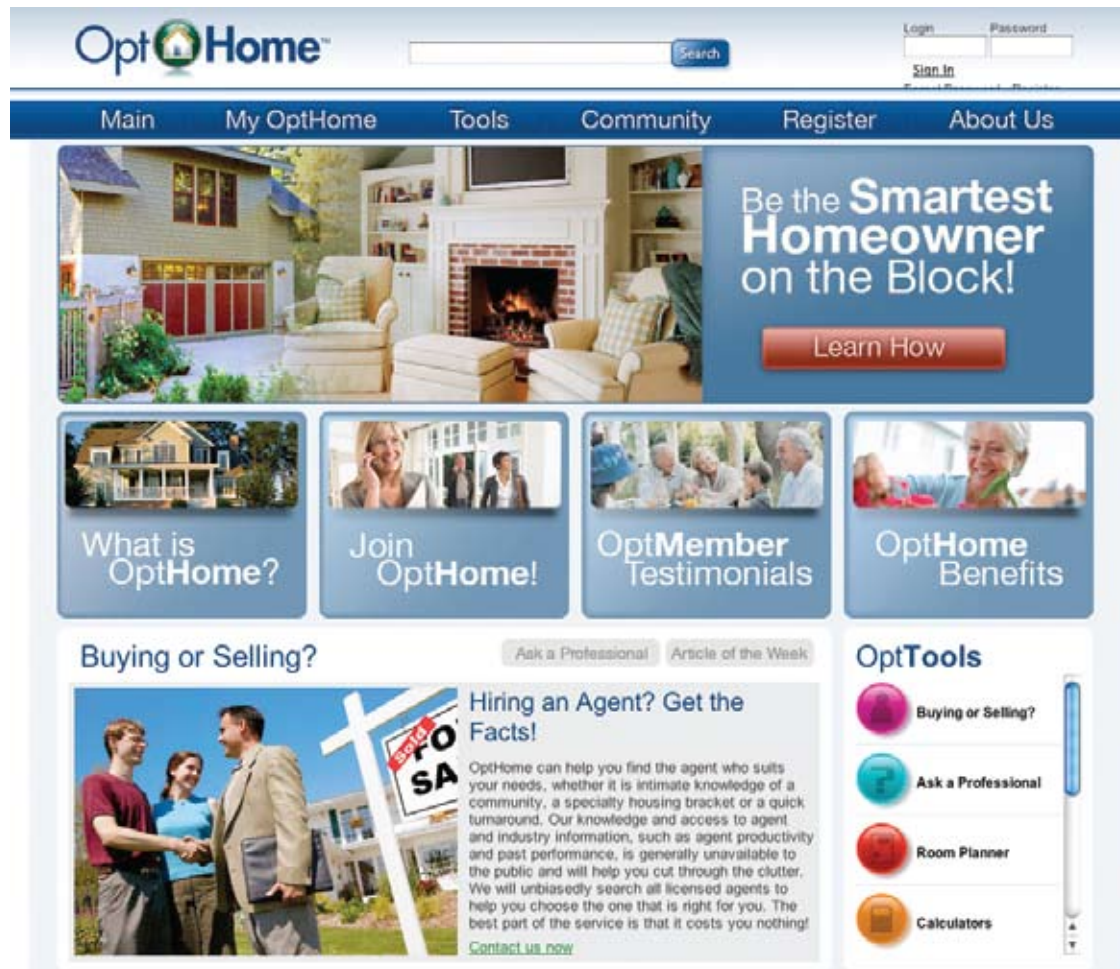 OptHome™
Search
Login Password
Sign In
Main My OptHome Tools Community Register About Us
Be the Smartest
Homeowner
on the Block!
Learn How
What is
OptHome?
Join
OptHome!
OptMember
Testimonials
OptHome
Benefits
Buying or Selling?
Ask a Professional Article of the Week
Sold
FO
SA
Hiring an Agent? Get the
Facts!
OptHome can help you find the agent who suits
your needs, whether it is intimate knowledge of a
community, a specialty housing bracket or a quick
turnaround. Our knowledge and access to agent
and industry information, such as agent productivity
and past performance, is generally unavailable to
the public and will help you cut through the clutter.
We will unbiasedly search all licensed agents to
help you choose the one that is right for you. The
best part of the service is that it costs you nothing!
Contact us now
OptTools
Buying or Selling?
Ask a Professional
Room Planner
Calculators